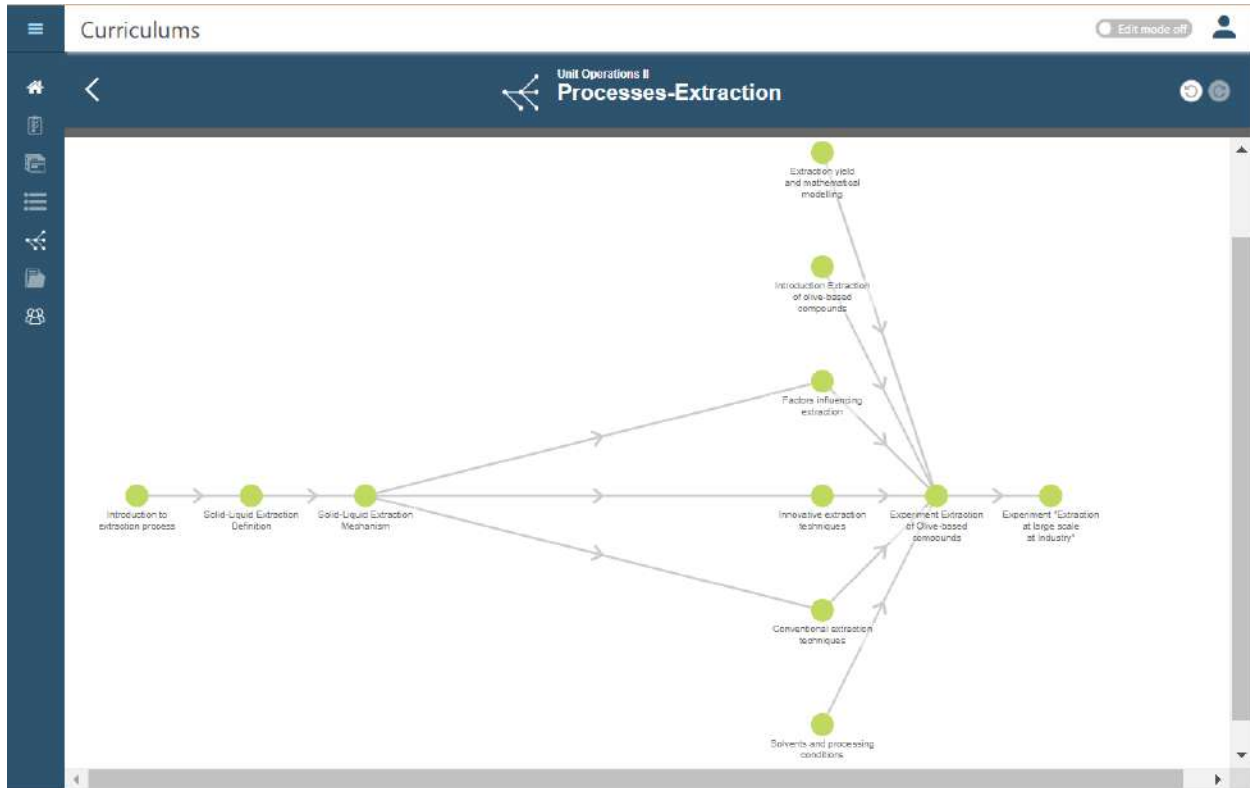 Curriculums
Edit mode off
Unit Operations II
Processes-Extraction
Extraction yield
and mathematical
modelling
Introduction Extraction
of olive-based
compounds
Factors influencing
extraction
Introduction to
extraction process
Solid-Liquid Extraction
Definition
Solid-Liquid Extraction
Mechanism
Innovative extraction
techniques
Experiment Extraction
of Olive-based
compounds
Experiment "Extraction
at large scale
at Industry"
Conventional extraction
techniques
Solvents and processing
conditions